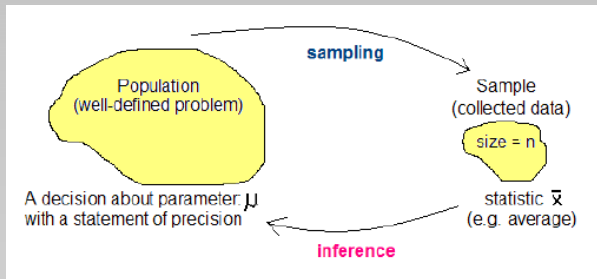 sampling
Population
(well-defined problem)
Sample
(collected data)
size = n
A decision about parameter: μ
with a statement of precision
statistic x̄
(e.g. average)
inference